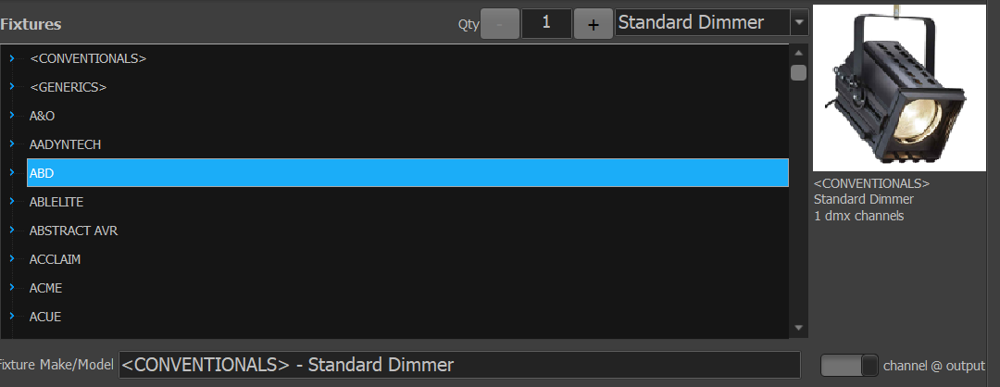 Fixtures
Qty - 1 + Standard Dimmer
<CONVENTIONALS>
<GENERICS>
A&O
AADYNTECH
ABD
ABLELITE
ABSTRACT AVR
ACCLAIM
ACME
ACUE
<CONVENTIONALS>
Standard Dimmer
1 dmx channels
Fixture Make/Model <CONVENTIONALS> - Standard Dimmer
channel @ output